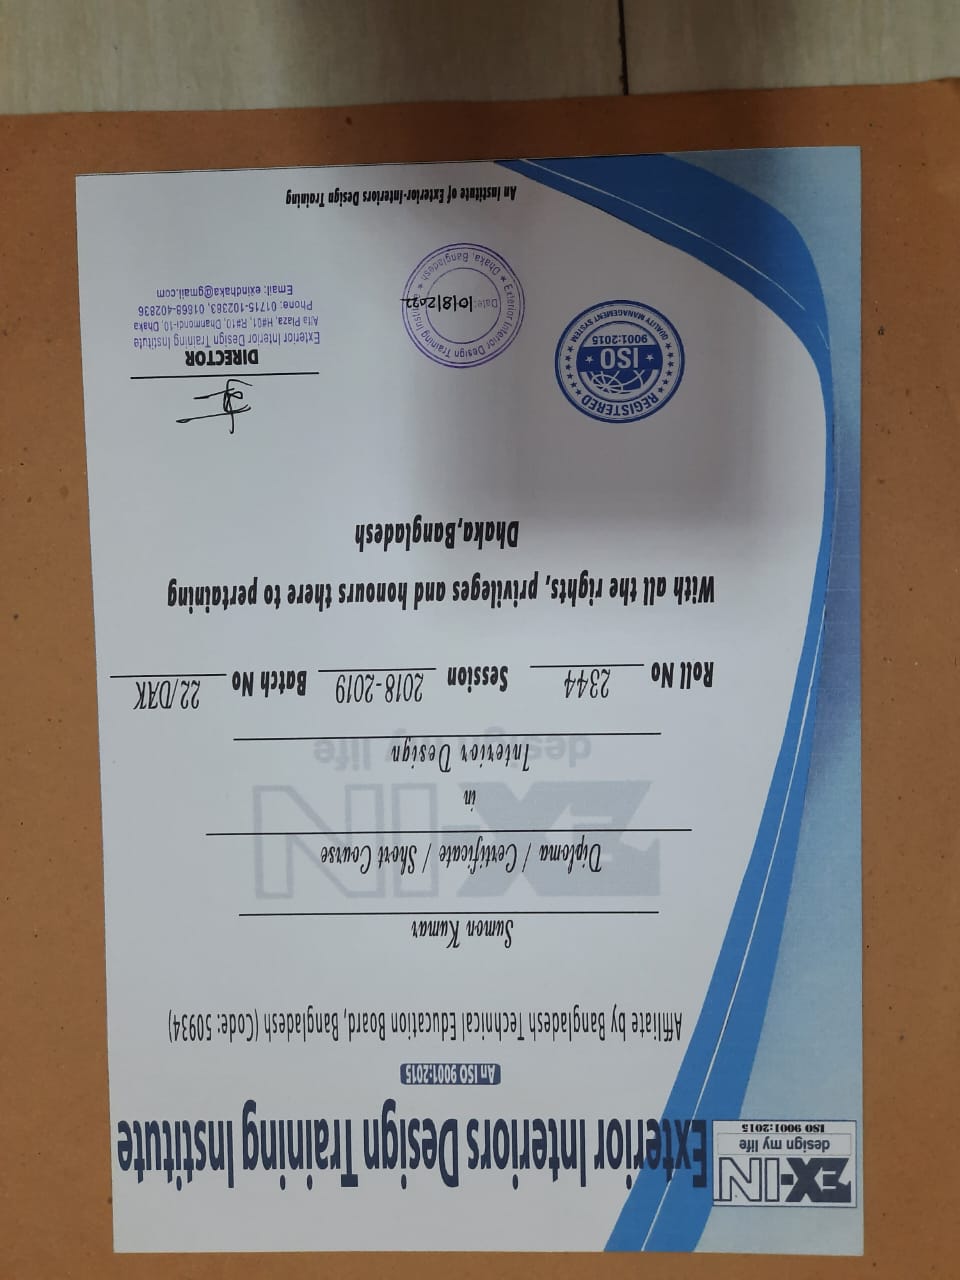 EX-IN
design my life
ISO 9001:2015
Exterior Interiors Design Training Institute
An ISO 9001:2015
Affiliate by Bangladesh Technical Education Board, Bangladesh (Code: 50934)
Sumon Kumar
Diploma / Certificate / Short Course
in
Interior Design
EX-IN
design my life
Roll No 2344 Session 2018-2019 Batch No 22/DAK
With all the rights, privileges and honours there to pertaining
Dhaka,Bangladesh
REGISTERED
ISO
9001:2015
QUALITY MANAGEMENT SYSTEM
Exterior Interior Design Training Institute
Date: 10/8/2022
Dhaka, Bangladesh
DIRECTOR
Exterior Interior Design Training Institute
Alta Plaza, H#01, R#10, Dhanmondi-10, Dhaka
Phone: 01715-102383, 01668-402836
Email: exindhaka@gmail.com
An Institute of Exterior-Interiors Design Training